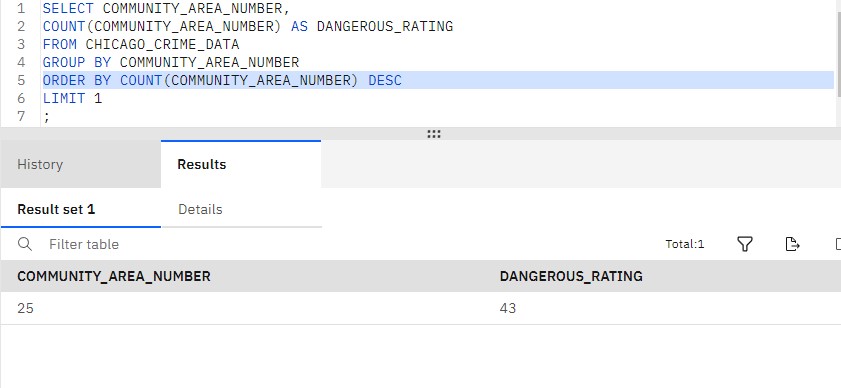 1 SELECT COMMUNITY_AREA_NUMBER,
2 COUNT(COMMUNITY_AREA_NUMBER) AS DANGEROUS_RATING
3 FROM CHICAGO_CRIME_DATA
4 GROUP BY COMMUNITY_AREA_NUMBER
5 ORDER BY COUNT(COMMUNITY_AREA_NUMBER) DESC
6 LIMIT 1
7 ;
History Results
Result set 1 Details
Filter table Total:1
COMMUNITY_AREA_NUMBER DANGEROUS_RATING
25 43